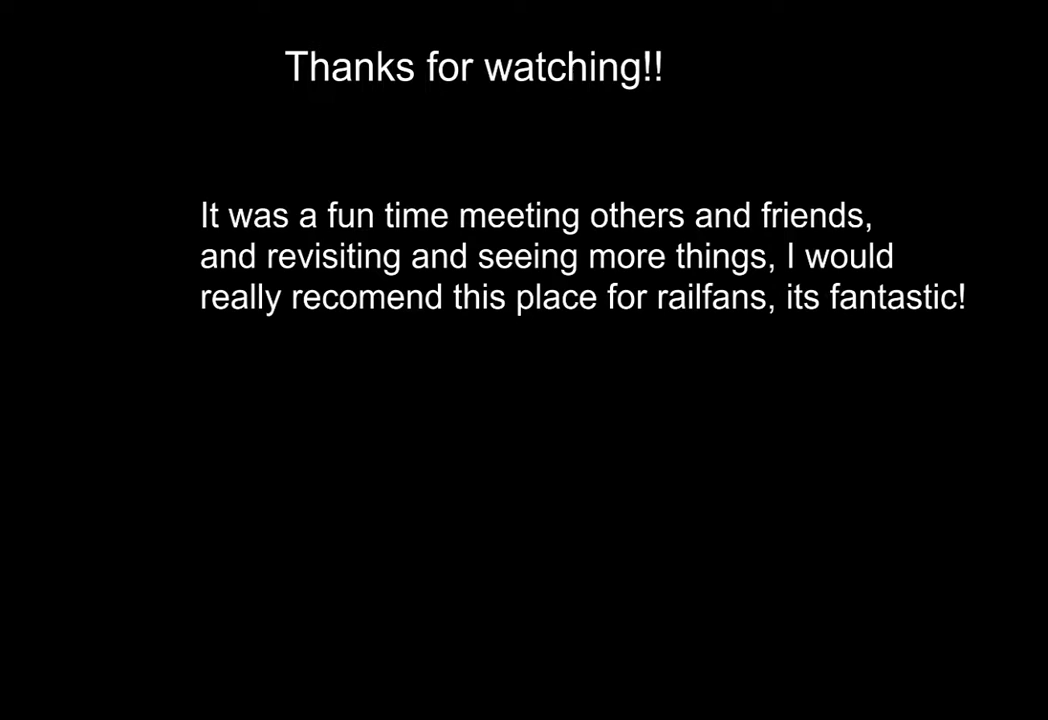 Thanks for watching!!
It was a fun time meeting others and friends,
and revisiting and seeing more things, I would
really recomend this place for railfans, its fantastic!